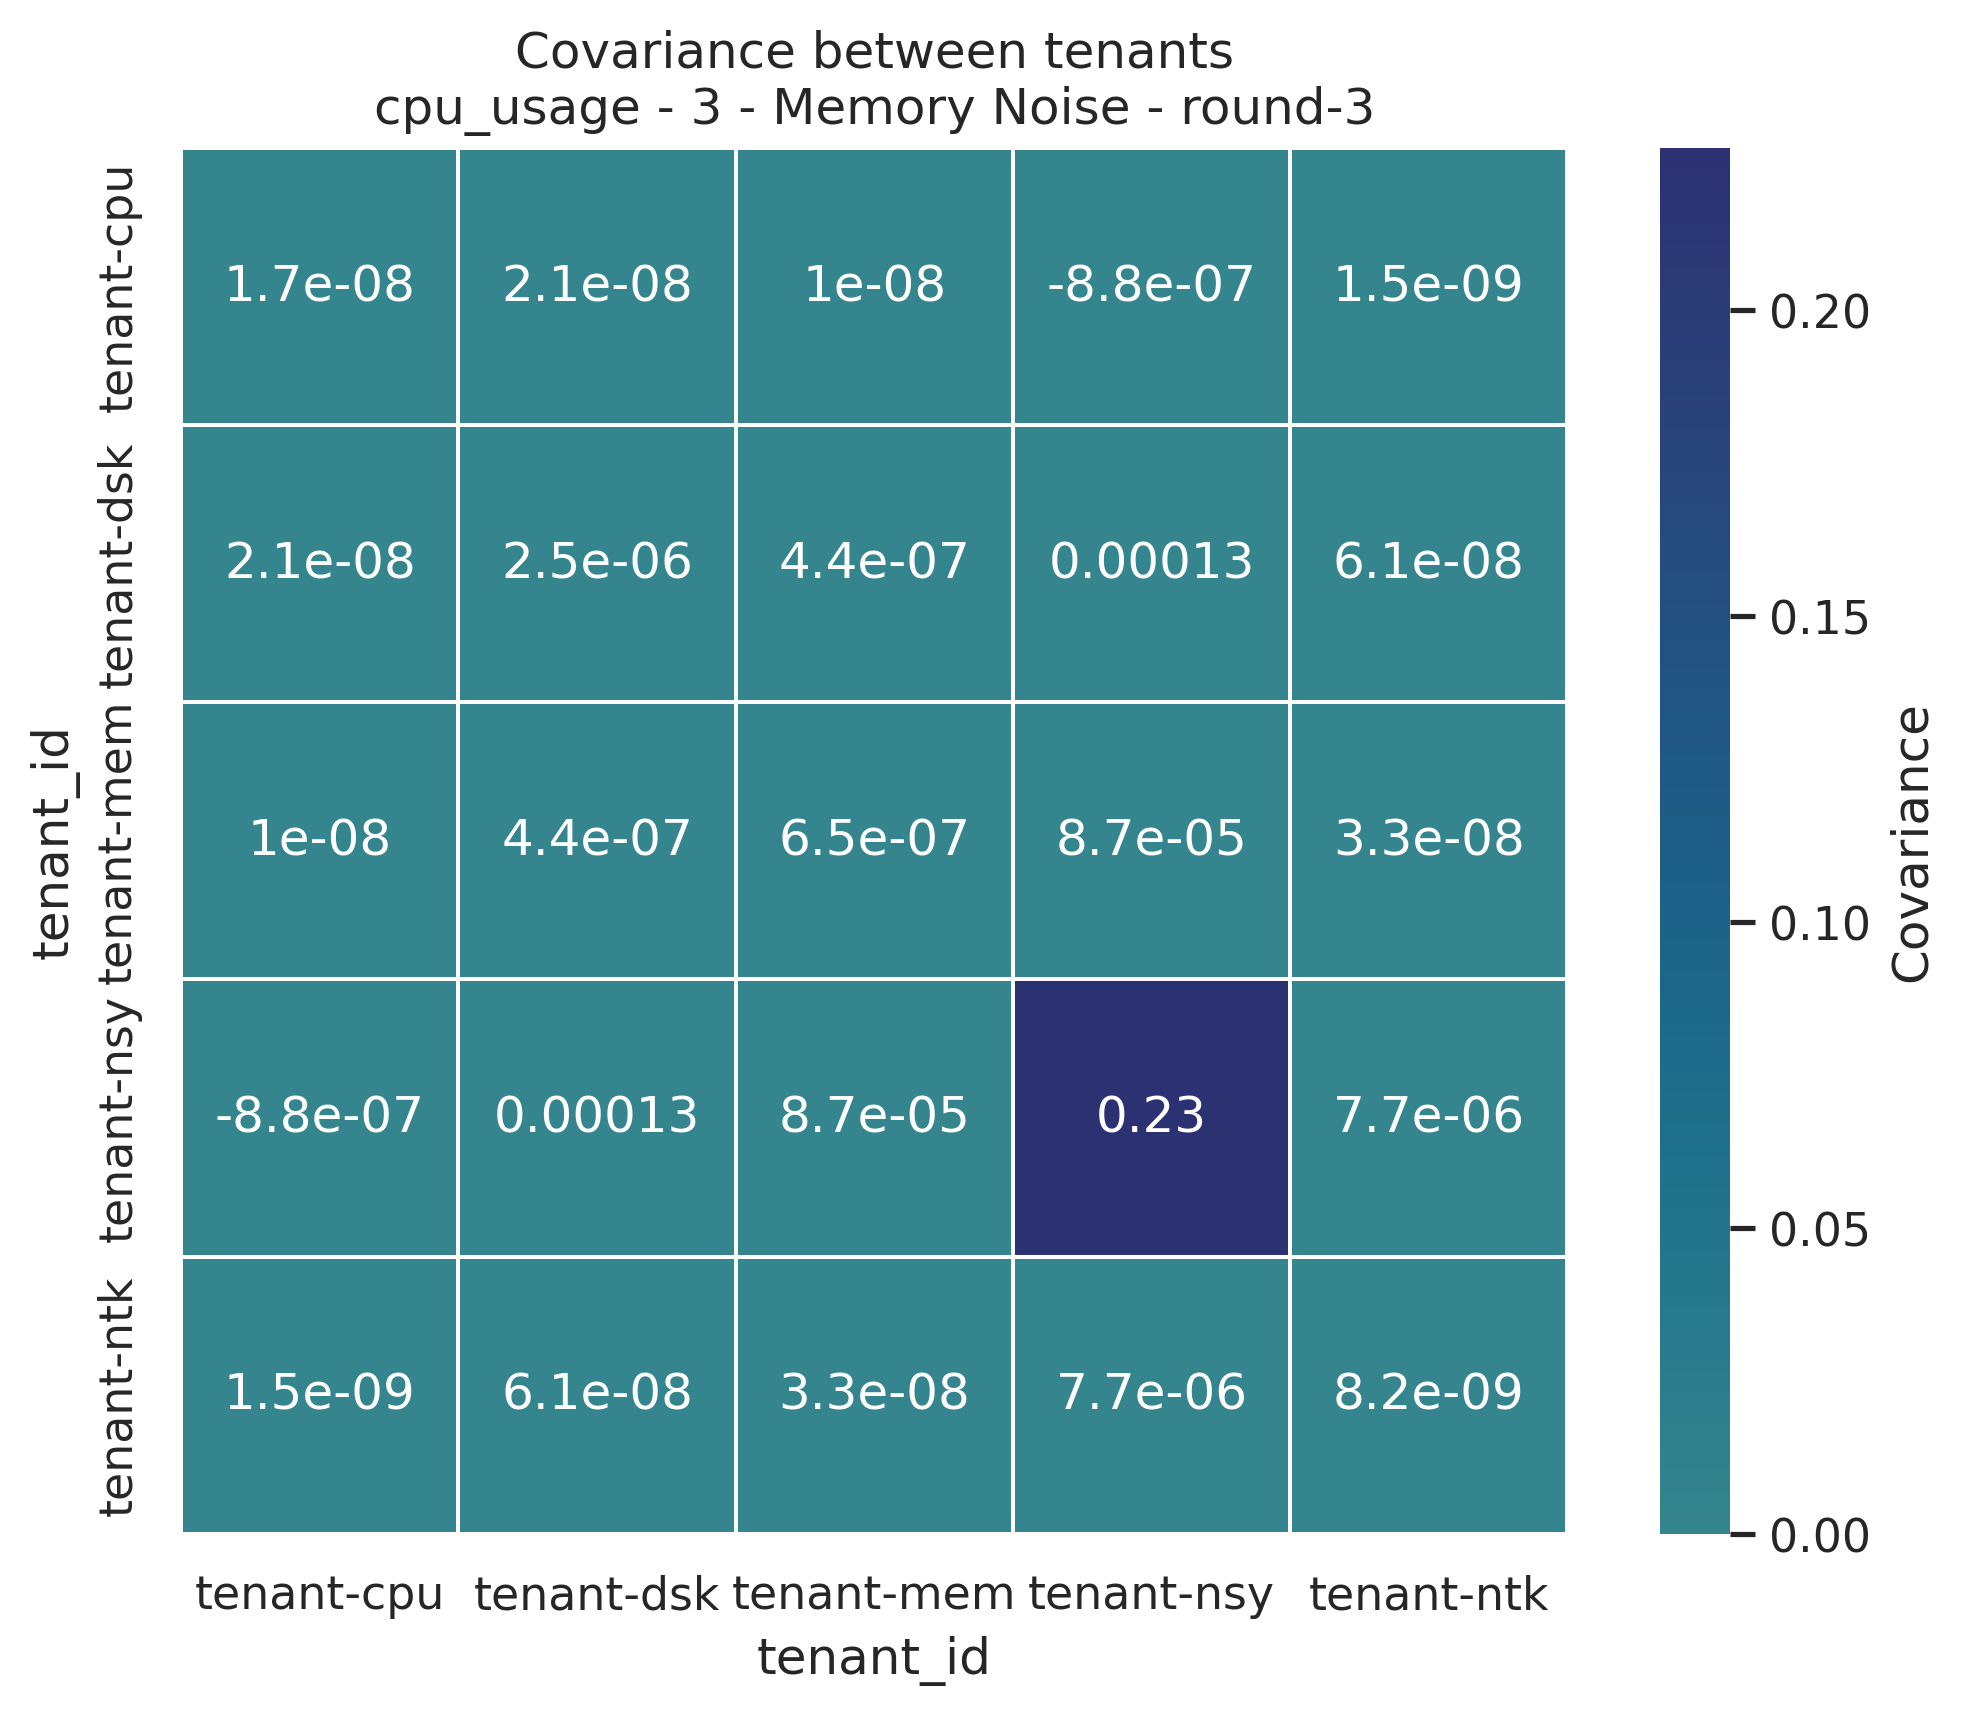 Covariance between tenants
cpu_usage - 3 - Memory Noise - round-3
tenant_id
tenant-cpu
1.7e-08 2.1e-08 1e-08 -8.8e-07 1.5e-09
tenant-dsk
2.1e-08 2.5e-06 4.4e-07 0.00013 6.1e-08
tenant-mem
1e-08 4.4e-07 6.5e-07 8.7e-05 3.3e-08
tenant-nsy
-8.8e-07 0.00013 8.7e-05 0.23 7.7e-06
tenant-ntk
1.5e-09 6.1e-08 3.3e-08 7.7e-06 8.2e-09
tenant-cpu tenant-dsk tenant-mem tenant-nsy tenant-ntk
tenant_id
0.20
0.15
0.10
0.05
0.00
Covariance